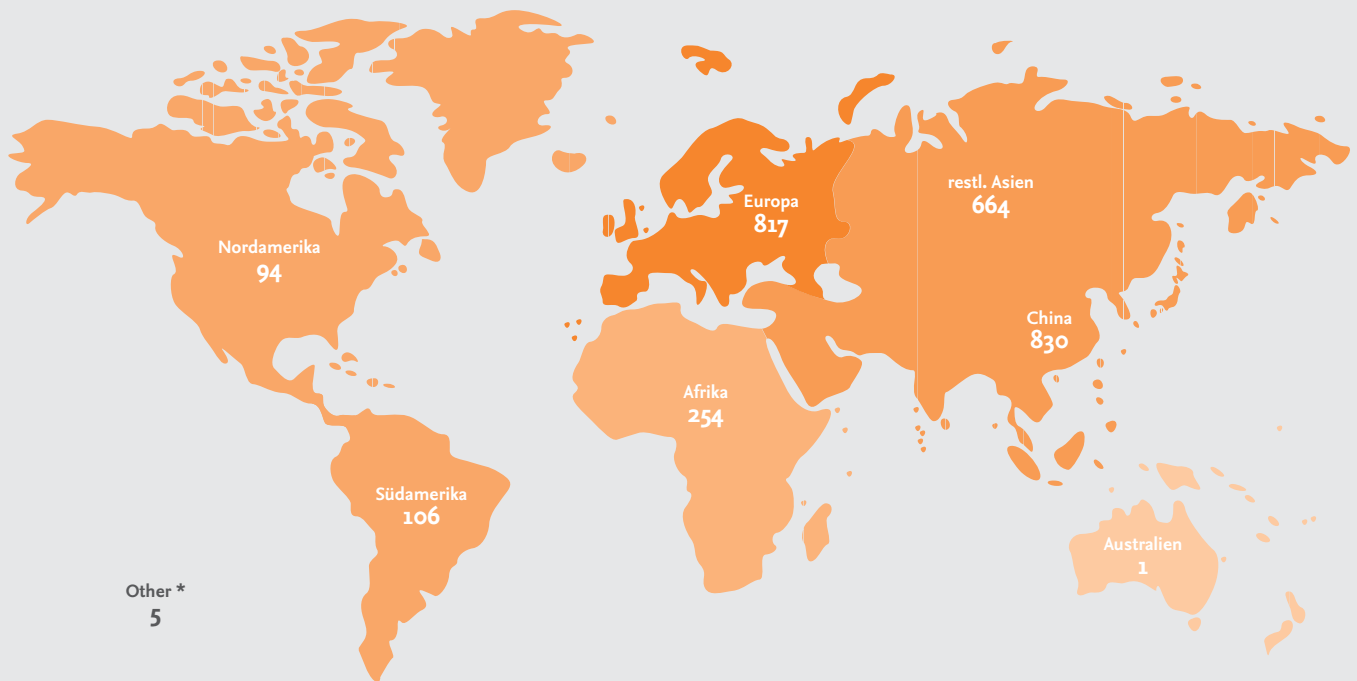 restl. Asien
664
Europa
817
Nordamerika
94
China
830
Afrika
254
Südamerika
106
Australien
1
Other *
5